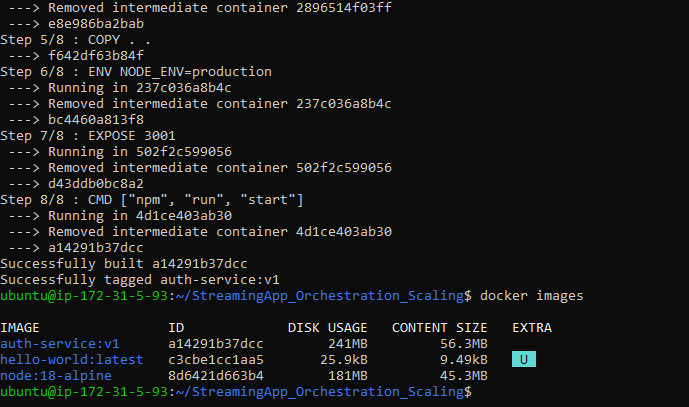 ---> Removed intermediate container 2896514f03ff
---> e8e986ba2bab
Step 5/8 : COPY . .
---> f642df63b84f
Step 6/8 : ENV NODE_ENV=production
---> Running in 237c036a8b4c
---> Removed intermediate container 237c036a8b4c
---> bc4460a813f8
Step 7/8 : EXPOSE 3001
---> Running in 502f2c599056
---> Removed intermediate container 502f2c599056
---> d43ddb0bc8a2
Step 8/8 : CMD ["npm", "run", "start"]
---> Running in 4d1ce403ab30
---> Removed intermediate container 4d1ce403ab30
---> a14291b37dcc
Successfully built a14291b37dcc
Successfully tagged auth-service:v1
ubuntu@ip-172-31-5-93:~/StreamingApp_Orchestration_Scaling$ docker images
IMAGE ID DISK USAGE CONTENT SIZE EXTRA
auth-service:v1 a14291b37dcc 241MB 56.3MB
hello-world:latest c3cbe1cc1aa5 25.9kB 9.49kB U
node:18-alpine 8d6421d663b4 181MB 45.3MB
ubuntu@ip-172-31-5-93:~/StreamingApp_Orchestration_Scaling$